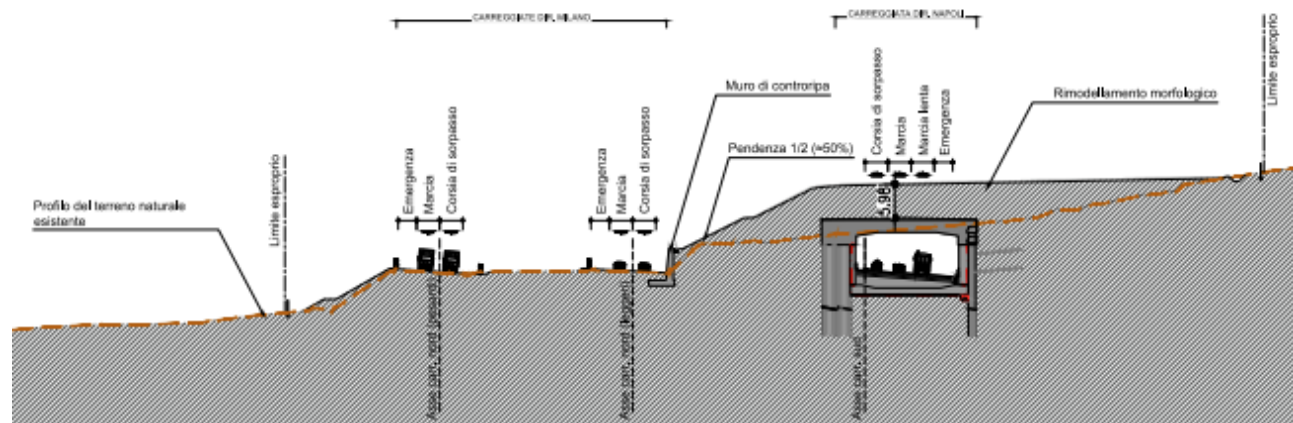 CARREGGIATE DIR. MILANO
CARREGGIATA DIR. NAPOLI
Limite esproprio
Corsia di sorpasso
Marcia
Marcia lenta
Emergenza
Muro di controripa
Rimodellamento morfologico
Pendenza 1/2 (≈50%)
Limite esproprio
Emergenza
Marcia
Corsia di sorpasso
Emergenza
Marcia
Corsia di sorpasso
5.98
Profilo del terreno naturale
esistente
Asse carr. nord (pesanti)
Asse carr. nord (leggeri)
Asse carr. sud